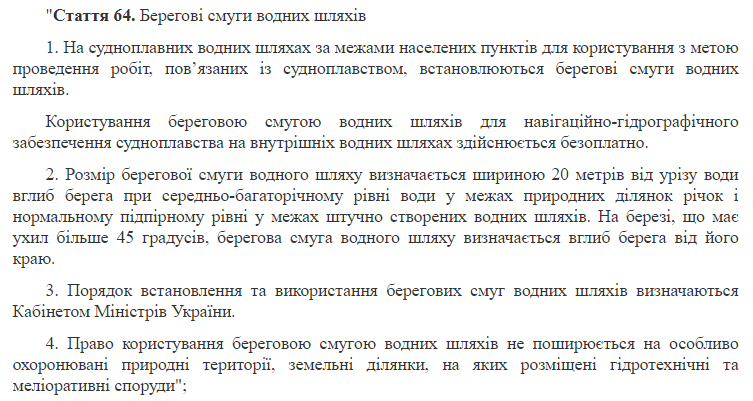 "Стаття 64. Берегові смуги водних шляхів
1. На судноплавних водних шляхах за межами населених пунктів для користування з метою
проведення робіт, пов’язаних із судноплавством, встановлюються берегові смуги водних
шляхів.
Користування береговою смугою водних шляхів для навігаційно-гідрографічного
забезпечення судноплавства на внутрішніх водних шляхах здійснюється безоплатно.
2. Розмір берегової смуги водного шляху визначається шириною 20 метрів від урізу води
вглиб берега при середньо-багаторічному рівні води у межах природних ділянок річок і
нормальному підпірному рівні у межах штучно створених водних шляхів. На березі, що має
ухил більше 45 градусів, берегова смуга водного шляху визначається вглиб берега від його
краю.
3. Порядок встановлення та використання берегових смуг водних шляхів визначаються
Кабінетом Міністрів України.
4. Право користування береговою смугою водних шляхів не поширюється на особливо
охоронювані природні території, земельні ділянки, на яких розміщені гідротехнічні та
меліоративні споруди";